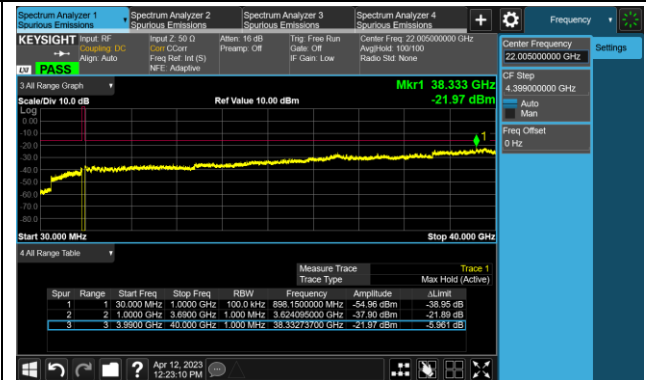 Spectrum Analyzer 1
Spurious Emissions
Spectrum Analyzer 2
Spurious Emissions
Spectrum Analyzer 3
Spurious Emissions
Spectrum Analyzer 4
Spurious Emissions
+
Frequency
KEYSIGHT
Input: RF
Coupling: DC
Align: Auto
Input Z: 50 Ω
Corr CCorr
Freq Ref: Int (S)
NFE: Adaptive
Atten: 16 dB
Preamp: Off
Trig: Free Run
Gate: Off
IF Gain: Low
Center Freq: 22.005000000 GHz
Avg|Hold: 100/100
Radio Std: None
LXI PASS
Center Frequency
22.005000000 GHz
Settings
CF Step
4.399000000 GHz
Auto
Man
Freq Offset
0 Hz
3 All Range Graph
Mkr1 38.333 GHz
Scale/Div 10.0 dB Ref Value 10.00 dBm -21.97 dBm
Log
0.00
-10.0
-20.0
-30.0
-40.0
-50.0
-60.0
-70.0
-80.0
1
Start 30.000 MHz Stop 40.000 GHz
4 All Range Table
Measure Trace Trace 1
Trace Type Max Hold (Active)
Spur Range Start Freq Stop Freq RBW Frequency Amplitude ΔLimit
1 1 30.000 MHz 1.0000 GHz 100.0 kHz 898.150000 MHz -54.96 dBm -38.95 dB
2 2 1.0000 GHz 3.6900 GHz 1.000 MHz 3.624095000 GHz -37.90 dBm -21.89 dB
3 3 3.9900 GHz 40.000 GHz 1.000 MHz 38.33273700 GHz -21.97 dBm -5.961 dB
?
Apr 12, 2023
12:23:10 PM